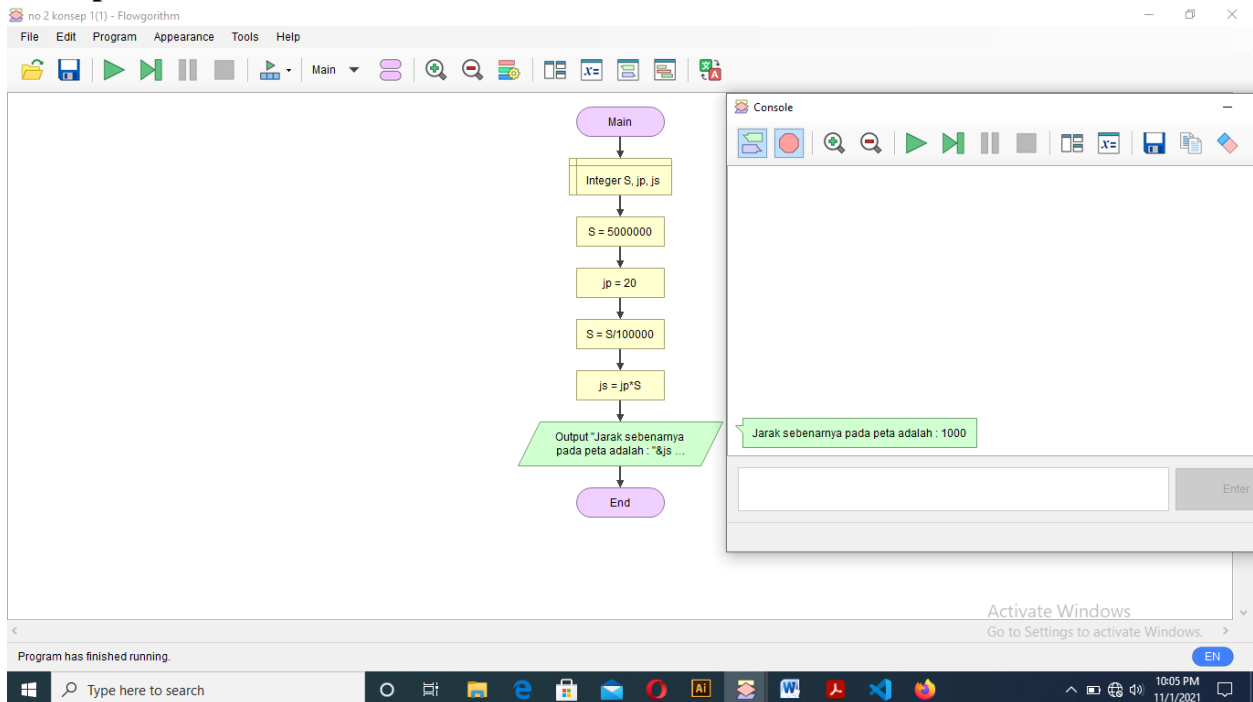 no 2 konsep 1(1) - Flowgorithm
File Edit Program Appearance Tools Help
Main
x=
Main
Integer S, jp, js
S = 5000000
jp = 20
S = S/100000
js = jp*S
Output "Jarak sebenarnya
pada peta adalah : "&js ...
End
Console
x=
Jarak sebenarnya pada peta adalah : 1000
Enter
Activate Windows
Go to Settings to activate Windows.
Program has finished running.
EN
Type here to search
Ai
10:05 PM
11/1/2021